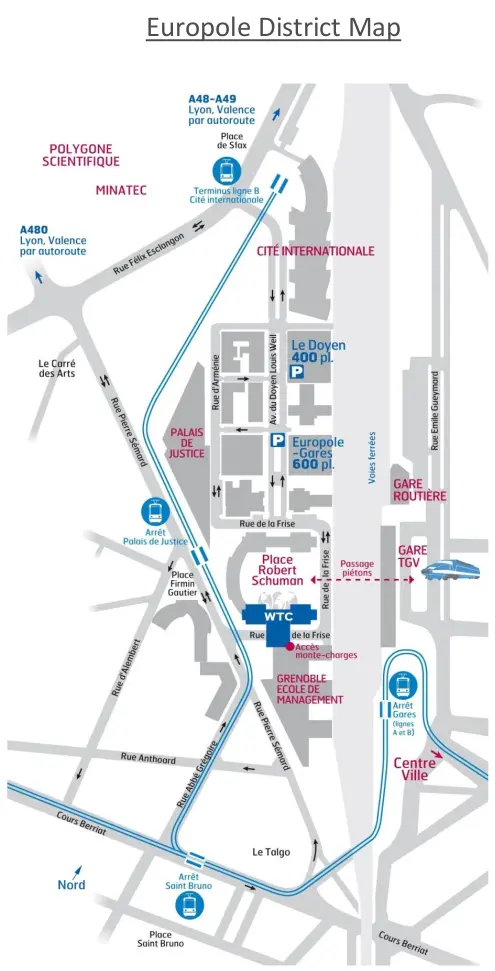 Europole District Map
A48-A49
Lyon, Valence
par autoroute
Place
de Sfax
POLYGONE
SCIENTIFIQUE
MINATEC
Terminus ligne B
Cité internationale
A480
Lyon, Valence
par autoroute
Rue Félix Esclangon
CITÉ INTERNATIONALE
Le Carré
des Arts
Rue Pierre Sémard
Rue d'Arménie
Av. du Doyen Louis Weil
Le Doyen
400 pl.
P
PALAIS
DE
JUSTICE
P
Europole
-Gares
600 pl.
Voies ferrées
Rue Emile Gueymard
GARE
ROUTIÈRE
Arrêt
Palais de Justice
Rue de la Frise
Place
Robert
Schuman
Rue de la Frise
Passage
piétons
GARE
TGV
Place
Firmin
Gautier
WTC
Rue de la Frise
Accès
monte-charges
Rue d'Alembert
GRENOBLE
ECOLE DE
MANAGEMENT
Arrêt
Gares
(lignes
A et B)
Rue Pierre Sémard
Rue Anthoard
Rue Abbé Grégoire
Centre
Ville
Cours Berriat
Le Talgo
Nord
Arrêt
Saint Bruno
Place
Saint Bruno
Cours Berriat